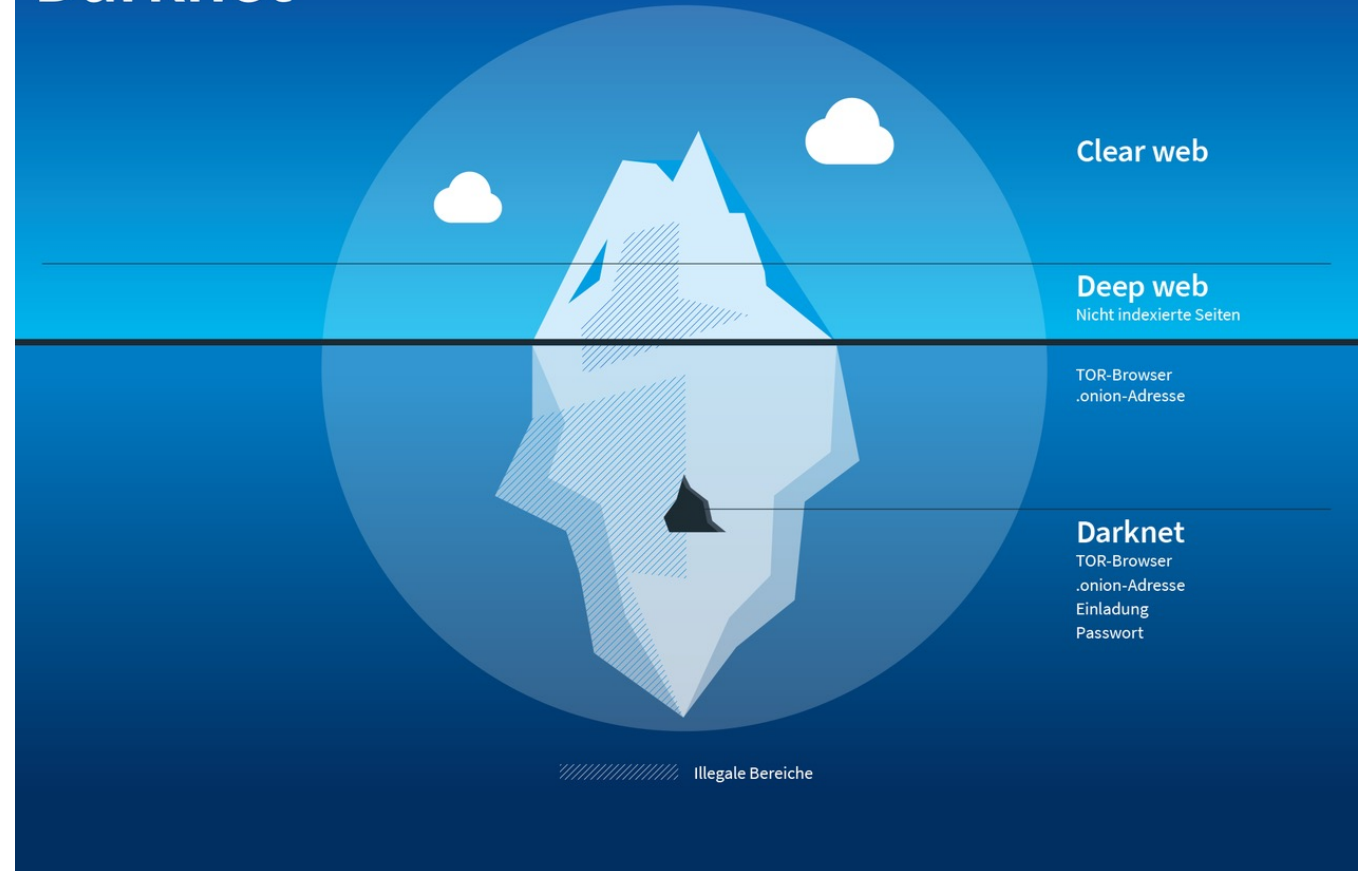 Darknet
Clear web
Deep web
Nicht indexierte Seiten
TOR-Browser
.onion-Adresse
Darknet
TOR-Browser
.onion-Adresse
Einladung
Passwort
Illegale Bereiche